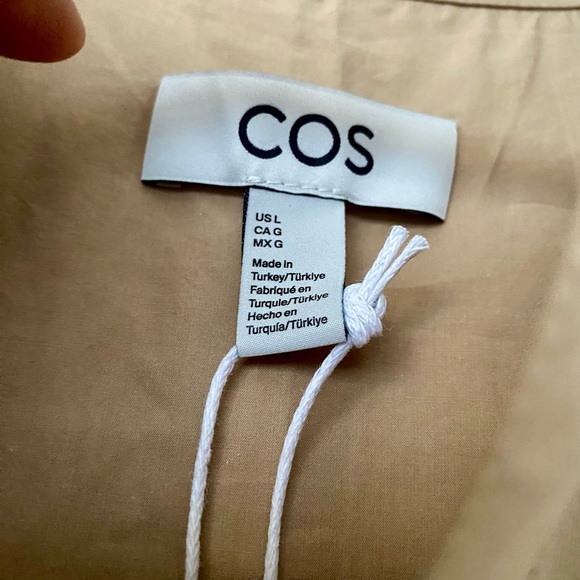 COS
US L
CA G
MX G
Made in
Turkey/Türkiye
Fabriqué en
Turquie/Türkiye
Hecho en
Turquía/Türkiye